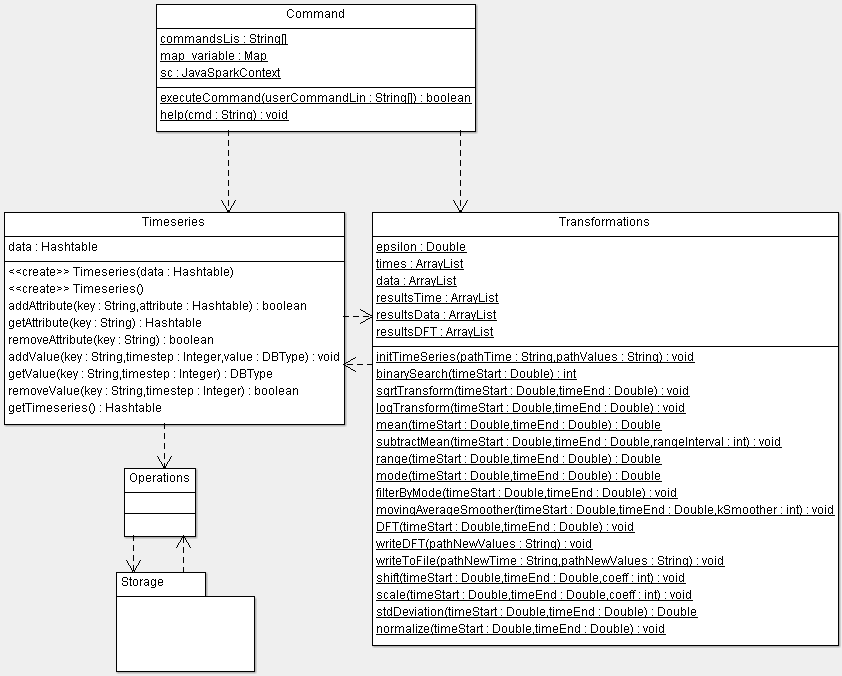 Command
commandsLis : String[]
map_variable : Map
sc : JavaSparkContext
executeCommand(userCommandLin : String[]) : boolean
help(cmd : String) : void
Timeseries
data : Hashtable
<<create>> Timeseries(data : Hashtable)
<<create>> Timeseries()
addAttribute(key : String,attribute : Hashtable) : boolean
getAttribute(key : String) : Hashtable
removeAttribute(key : String) : boolean
addValue(key : String,timestep : Integer,value : DBType) : void
getValue(key : String,timestep : Integer) : DBType
removeValue(key : String,timestep : Integer) : boolean
getTimeseries() : Hashtable
Transformations
epsilon : Double
times : ArrayList
data : ArrayList
resultsTime : ArrayList
resultsData : ArrayList
resultsDFT : ArrayList
initTimeSeries(pathTime : String,pathValues : String) : void
binarySearch(timeStart : Double) : int
sqrtTransform(timeStart : Double,timeEnd : Double) : void
logTransform(timeStart : Double,timeEnd : Double) : void
mean(timeStart : Double,timeEnd : Double) : Double
subtractMean(timeStart : Double,timeEnd : Double,rangeInterval : int) : void
range(timeStart : Double,timeEnd : Double) : Double
mode(timeStart : Double,timeEnd : Double) : Double
filterByMode(timeStart : Double,timeEnd : Double) : void
movingAverageSmoother(timeStart : Double,timeEnd : Double,kSmoother : int) : void
DFT(timeStart : Double,timeEnd : Double) : void
writeDFT(pathNewValues : String) : void
writeToFile(pathNewTime : String,pathNewValues : String) : void
shift(timeStart : Double,timeEnd : Double,coeff : int) : void
scale(timeStart : Double,timeEnd : Double,coeff : int) : void
stdDeviation(timeStart : Double,timeEnd : Double) : Double
normalize(timeStart : Double,timeEnd : Double) : void
Operations
Storage